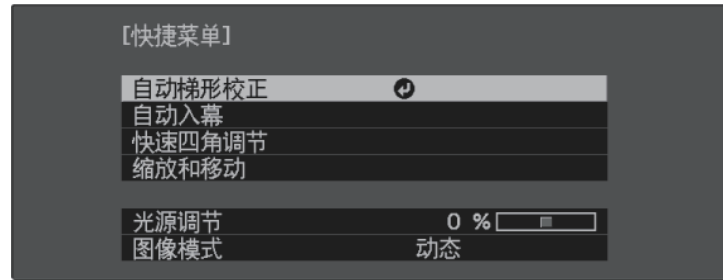 [快捷菜单]
自动梯形校正
自动入幕
快速四角调节
缩放和移动
光源调节 0 %
图像模式 动态